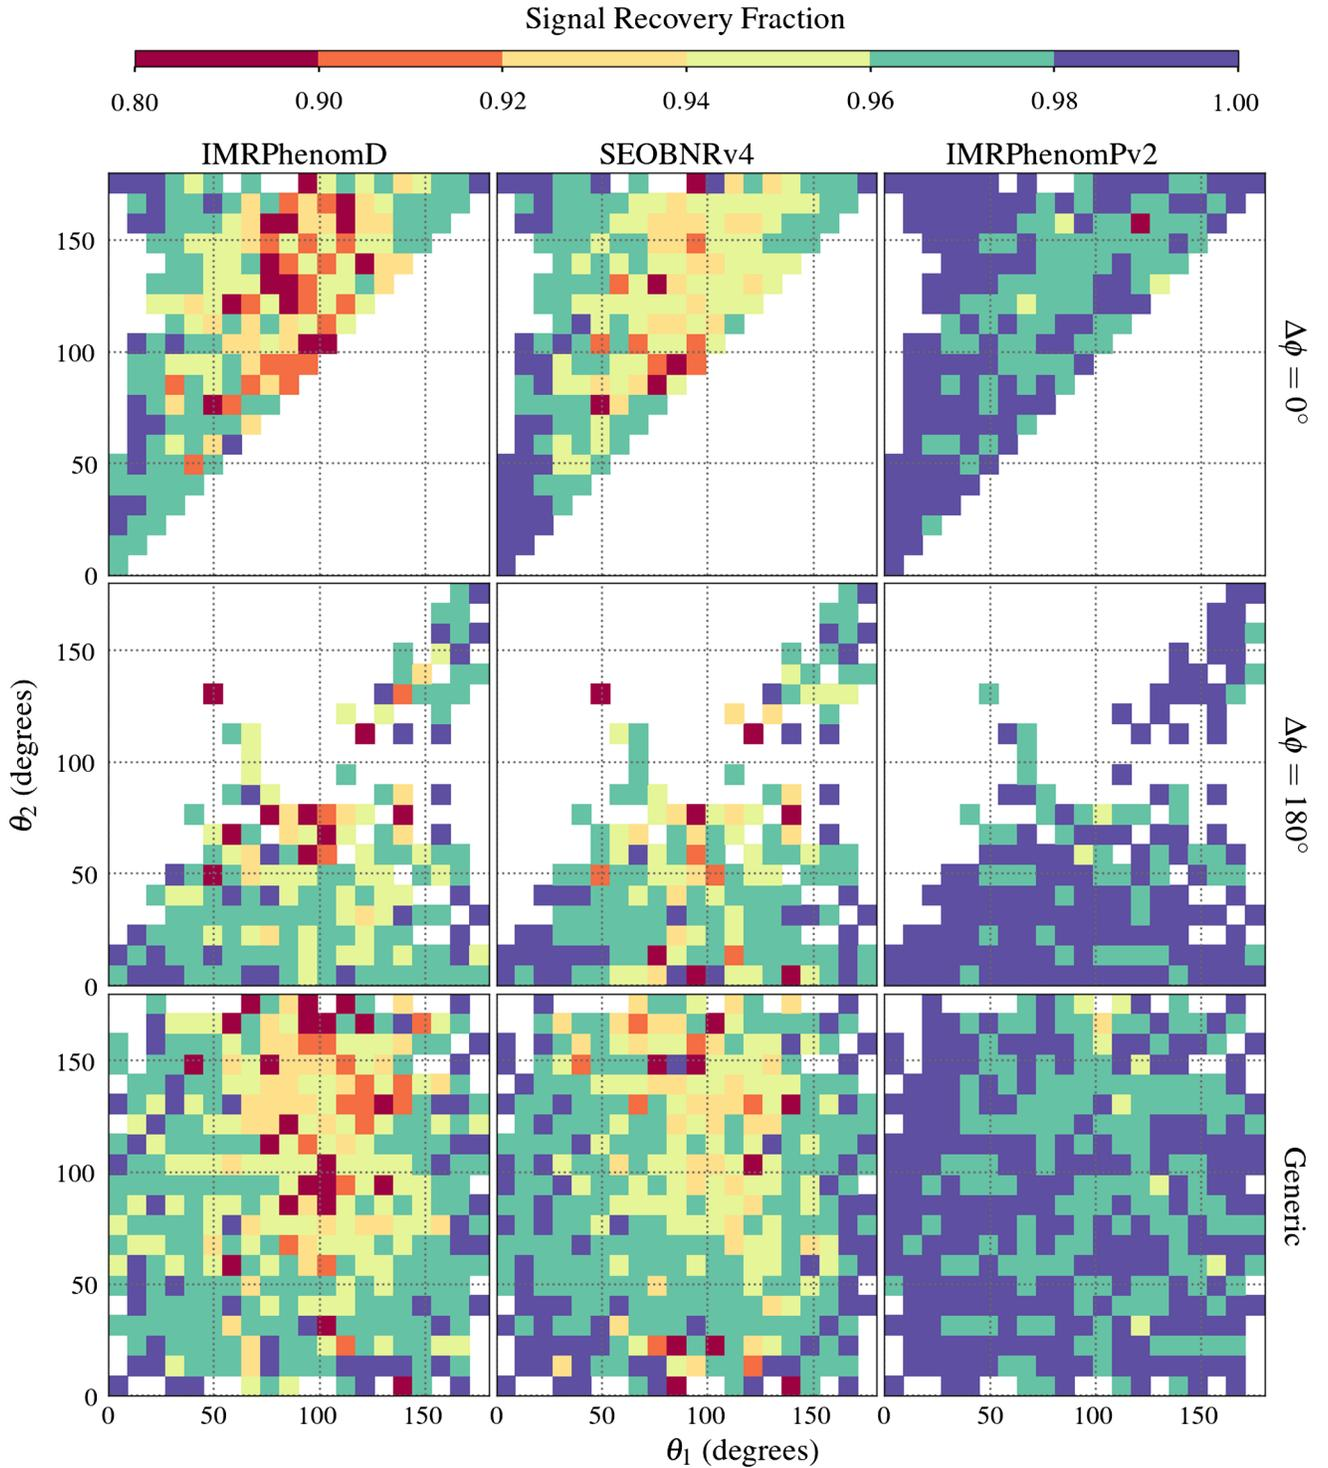 Signal Recovery Fraction
0.80 0.90 0.92 0.94 0.96 0.98 1.00
IMRPhenomD SEOBNRv4 IMRPhenomPv2
150
100
50
0
Δϕ = 0°
150
100
50
0
Δϕ = 180°
θ₂ (degrees)
150
100
50
0
Generic
0 50 100 150 0 50 100 150 0 50 100 150
θ₁ (degrees)